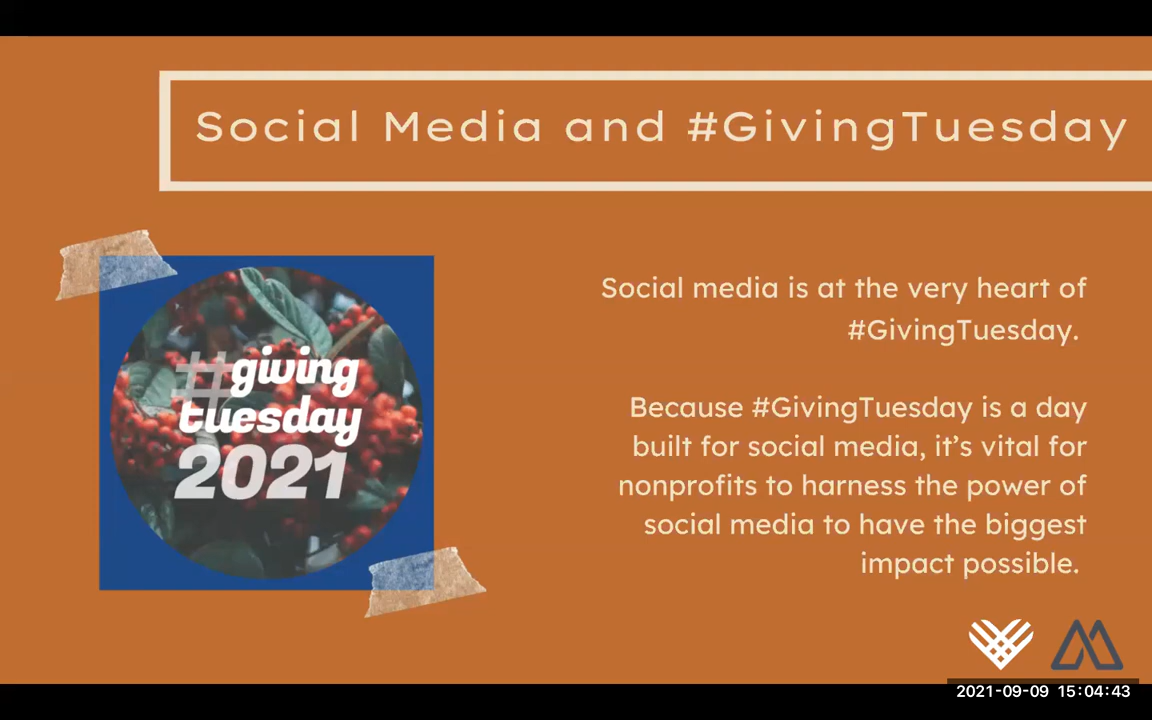 Social Media and #GivingTuesday
#giving
tuesday
2021
Social media is at the very heart of
#GivingTuesday.
Because #GivingTuesday is a day
built for social media, it’s vital for
nonprofits to harness the power of
social media to have the biggest
impact possible.
2021-09-09 15:04:43